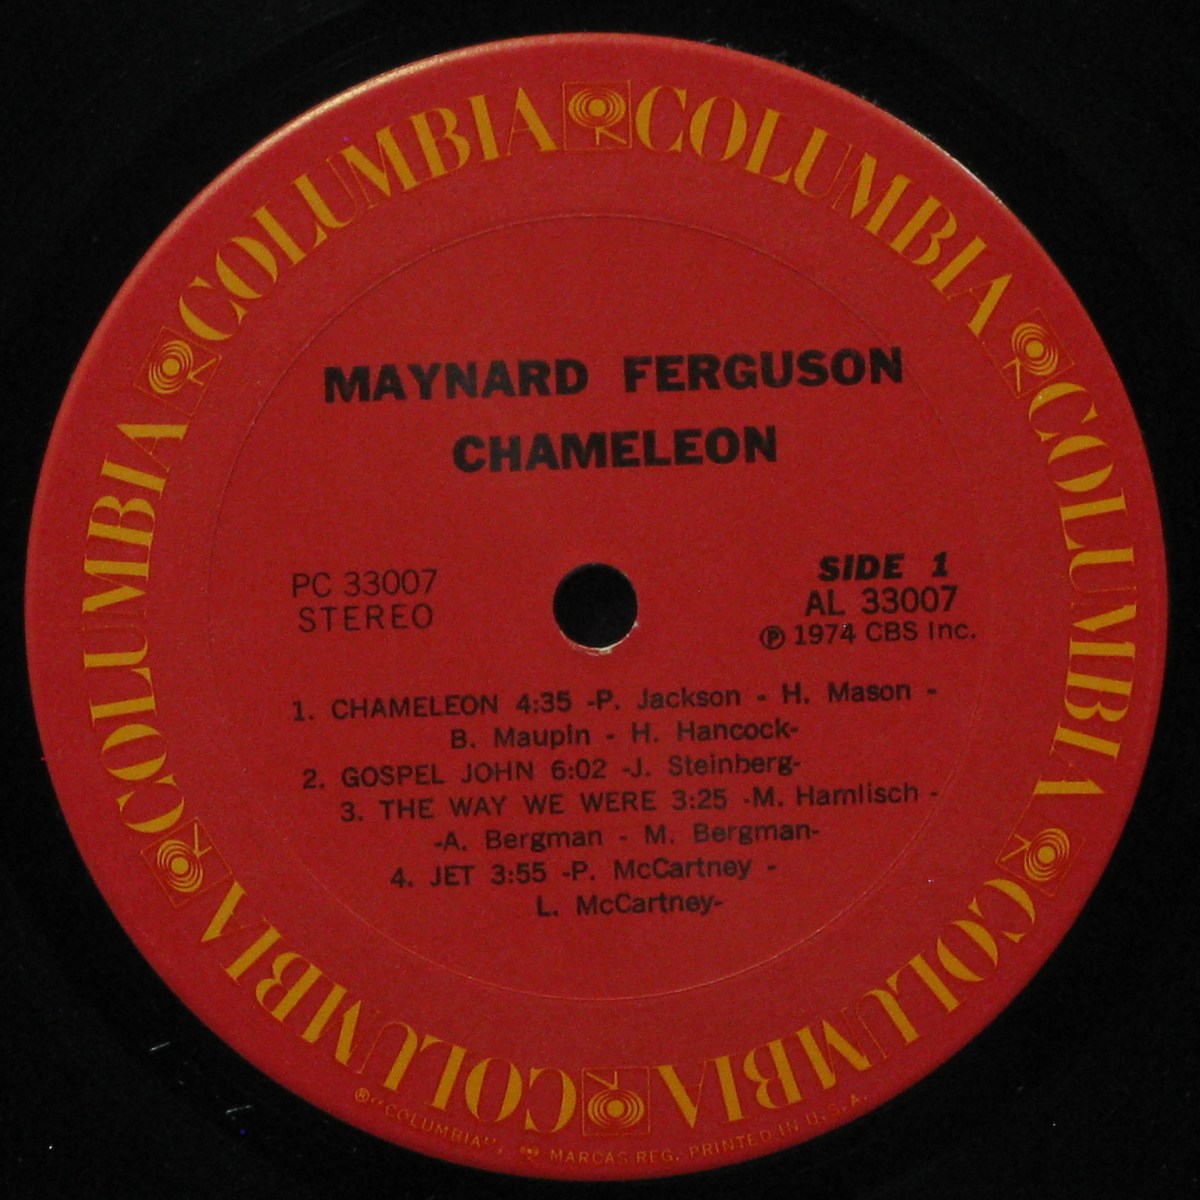 COLUMBIA COLUMBIA COLUMBIA COLUMBIA COLUMBIA COLUMBIA
MAYNARD FERGUSON
CHAMELEON
PC 33007
STEREO
SIDE 1
AL 33007
Ⓟ 1974 CBS Inc.
1. CHAMELEON 4:35 -P. Jackson - H. Mason -
B. Maupin - H. Hancock-
2. GOSPEL JOHN 6:02 -J. Steinberg-
3. THE WAY WE WERE 3:25 -M. Hamlisch -
-A. Bergman - M. Bergman-
4. JET 3:55 -P. McCartney -
L. McCartney-
®"COLUMBIA", MARCAS REG. PRINTED IN U.S.A.